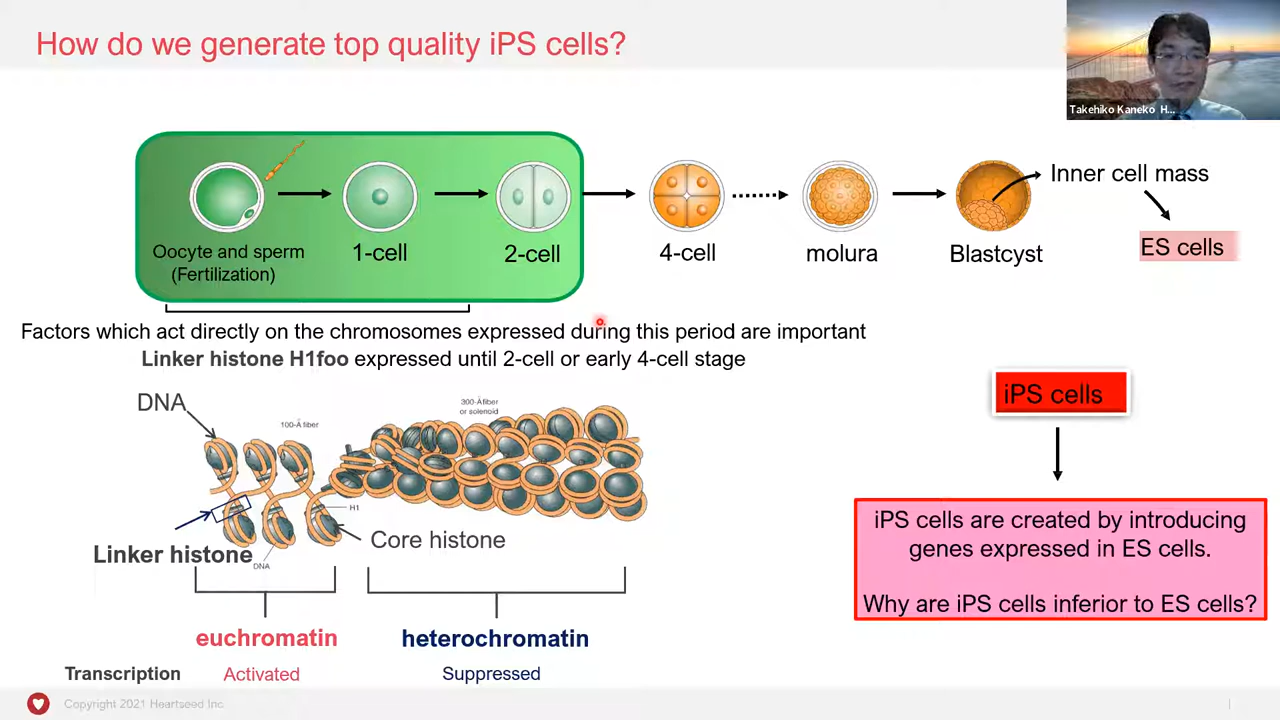 How do we generate top quality iPS cells?
Takehiko Kaneko H...
Oocyte and sperm
(Fertilization)
1-cell
2-cell
4-cell
molura
Blastcyst
Inner cell mass
ES cells
Factors which act directly on the chromosomes expressed during this period are important
Linker histone H1foo expressed until 2-cell or early 4-cell stage
DNA
100-Å fiber
300-Å fiber
or solenoid
H1
Linker histone
DNA
Core histone
euchromatin
heterochromatin
Transcription
Activated
Suppressed
iPS cells
iPS cells are created by introducing
genes expressed in ES cells.
Why are iPS cells inferior to ES cells?
Copyright 2021 Heartseed Inc.